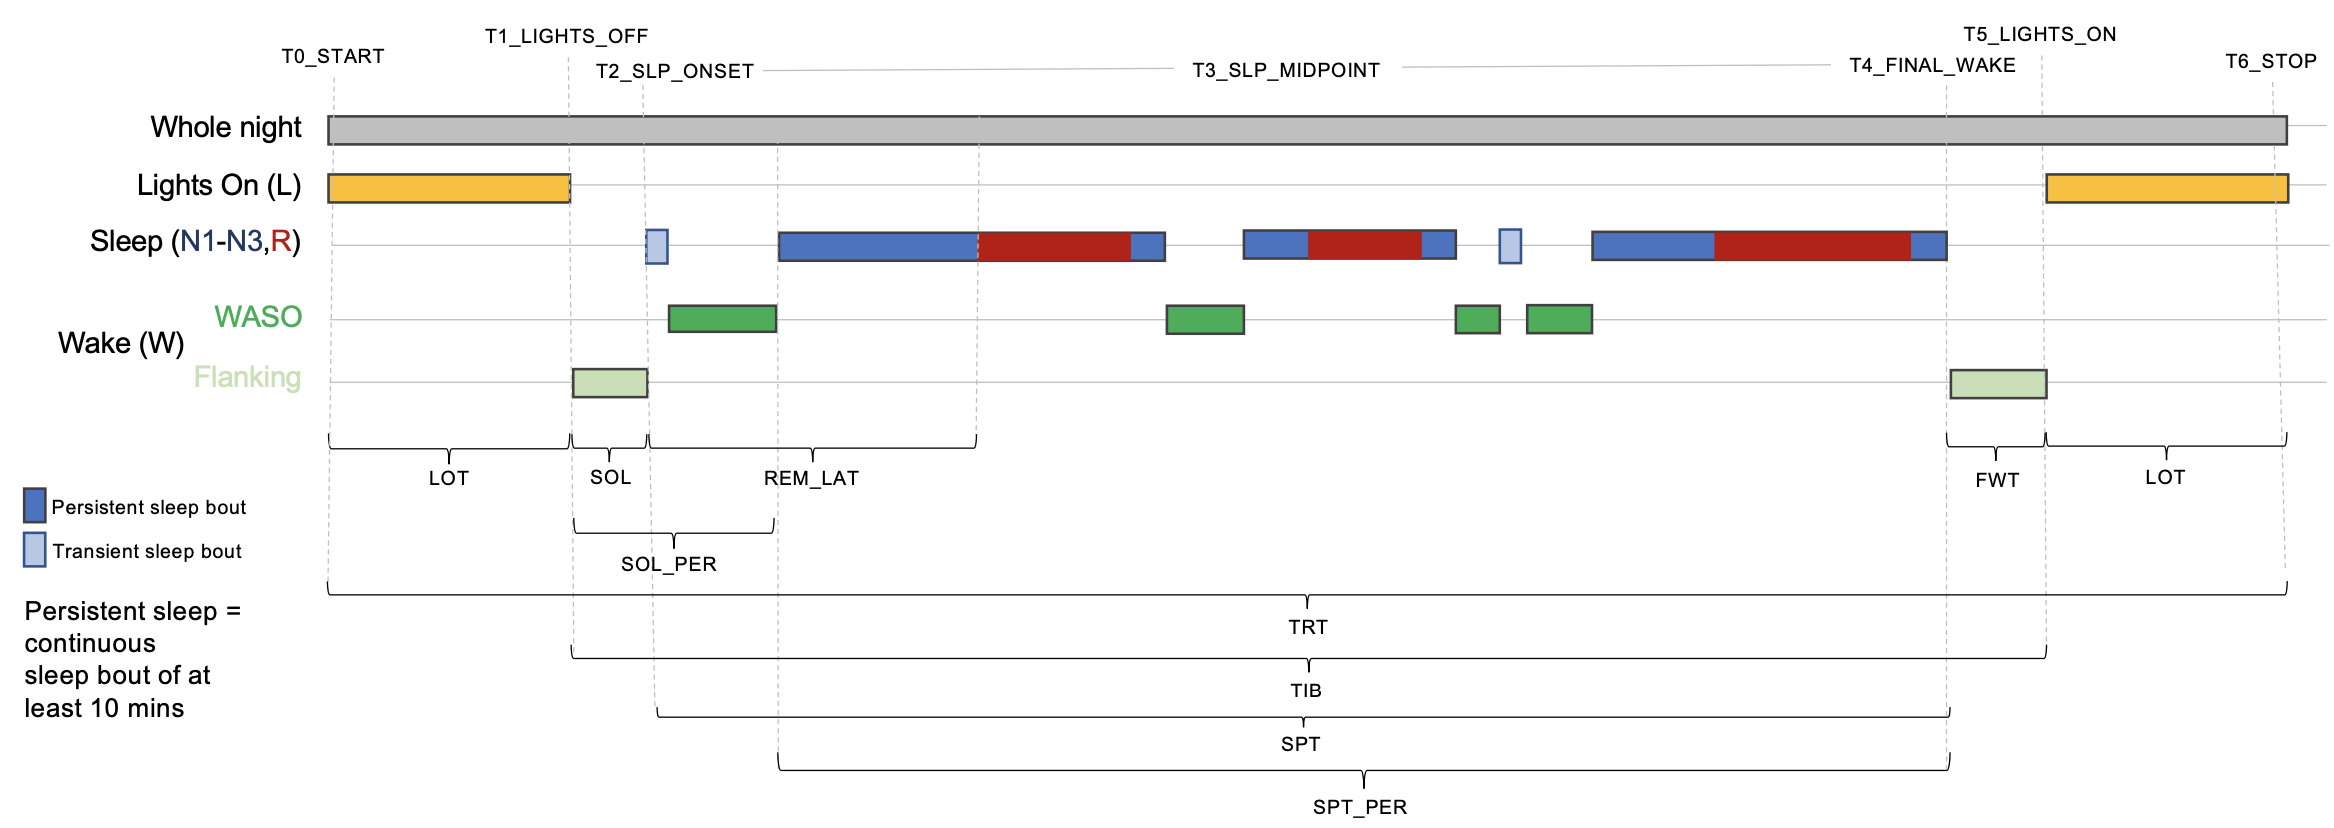 T0_START
T1_LIGHTS_OFF
T2_SLP_ONSET
T3_SLP_MIDPOINT
T4_FINAL_WAKE
T5_LIGHTS_ON
T6_STOP
Whole night
Lights On (L)
Sleep (N1-N3,R)
WASO
Wake (W)
Flanking
LOT
SOL
REM_LAT
FWT
LOT
Persistent sleep bout
Transient sleep bout
SOL_PER
Persistent sleep =
continuous
sleep bout of at
least 10 mins
TRT
TIB
SPT
SPT_PER